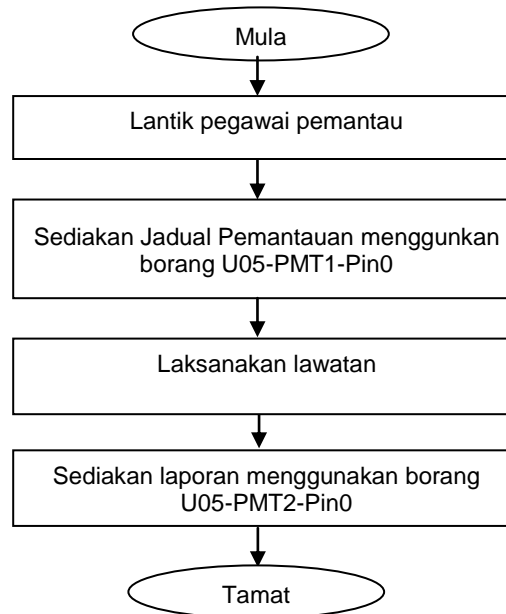 Mula
Lantik pegawai pemantau
Sediakan Jadual Pemantauan menggunkan
borang U05-PMT1-Pin0
Laksanakan lawatan
Sediakan laporan menggunakan borang
U05-PMT2-Pin0
Tamat